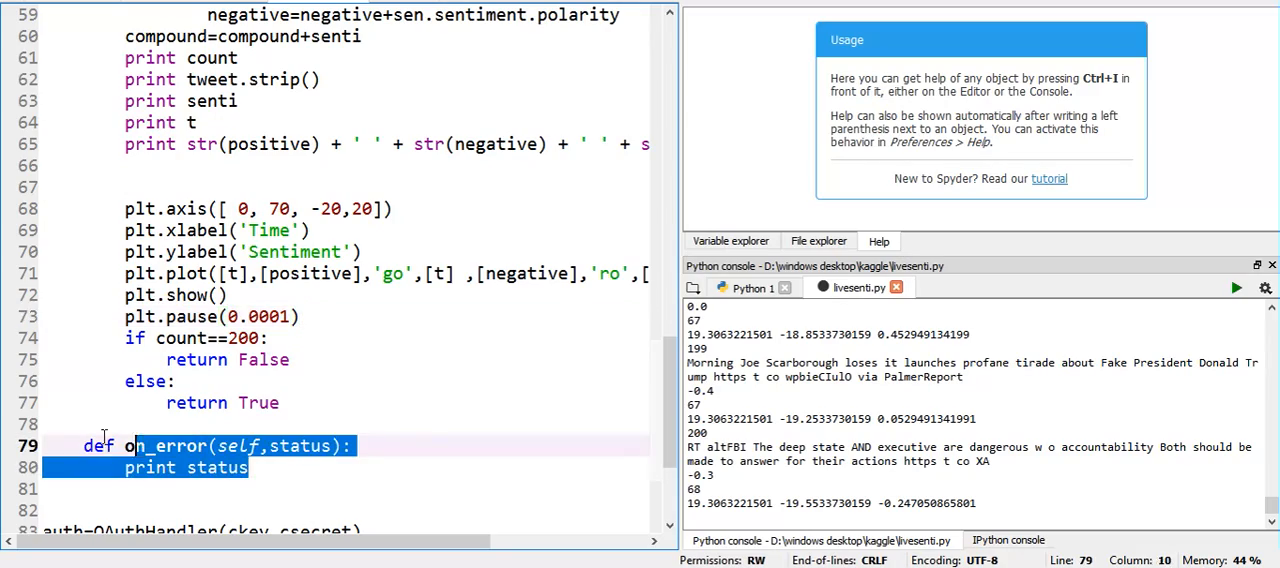 59 negative=negative+sen.sentiment.polarity
60 compound=compound+senti
61 print count
62 print tweet.strip()
63 print senti
64 print t
65 print str(positive) + ' ' + str(negative) + ' ' + s
66
67
68 plt.axis([ 0, 70, -20,20])
69 plt.xlabel('Time')
70 plt.ylabel('Sentiment')
71 plt.plot([t],[positive],'go',[t] ,[negative],'ro',[
72 plt.show()
73 plt.pause(0.0001)
74 if count==200:
75 return False
76 else:
77 return True
78
79 def on_error(self,status):
80 print status
81
82
83 auth=OAuthHandler(ckey,csecret)
Usage
Here you can get help of any object by pressing Ctrl+I in
front of it, either on the Editor or the Console.
Help can also be shown automatically after writing a left
parenthesis next to an object. You can activate this
behavior in Preferences > Help.
New to Spyder? Read our tutorial
Variable explorer File explorer Help
Python console - D:\windows desktop\kaggle\livesenti.py
Python 1 livesenti.py
0.0
67
19.3063221501 -18.8533730159 0.452949134199
199
Morning Joe Scarborough loses it launches profane tirade about Fake President Donald Tr
ump https t co wpbieCIulO via PalmerReport
-0.4
67
19.3063221501 -19.2533730159 0.0529491341991
200
RT altFBI The deep state AND executive are dangerous w o accountability Both should be
made to answer for their actions https t co XA
-0.3
68
19.3063221501 -19.5533730159 -0.247050865801
Python console - D:\windows desktop\kaggle\livesenti.py IPython console
Permissions: RW End-of-lines: CRLF Encoding: UTF-8 Line: 79 Column: 10 Memory: 44 %